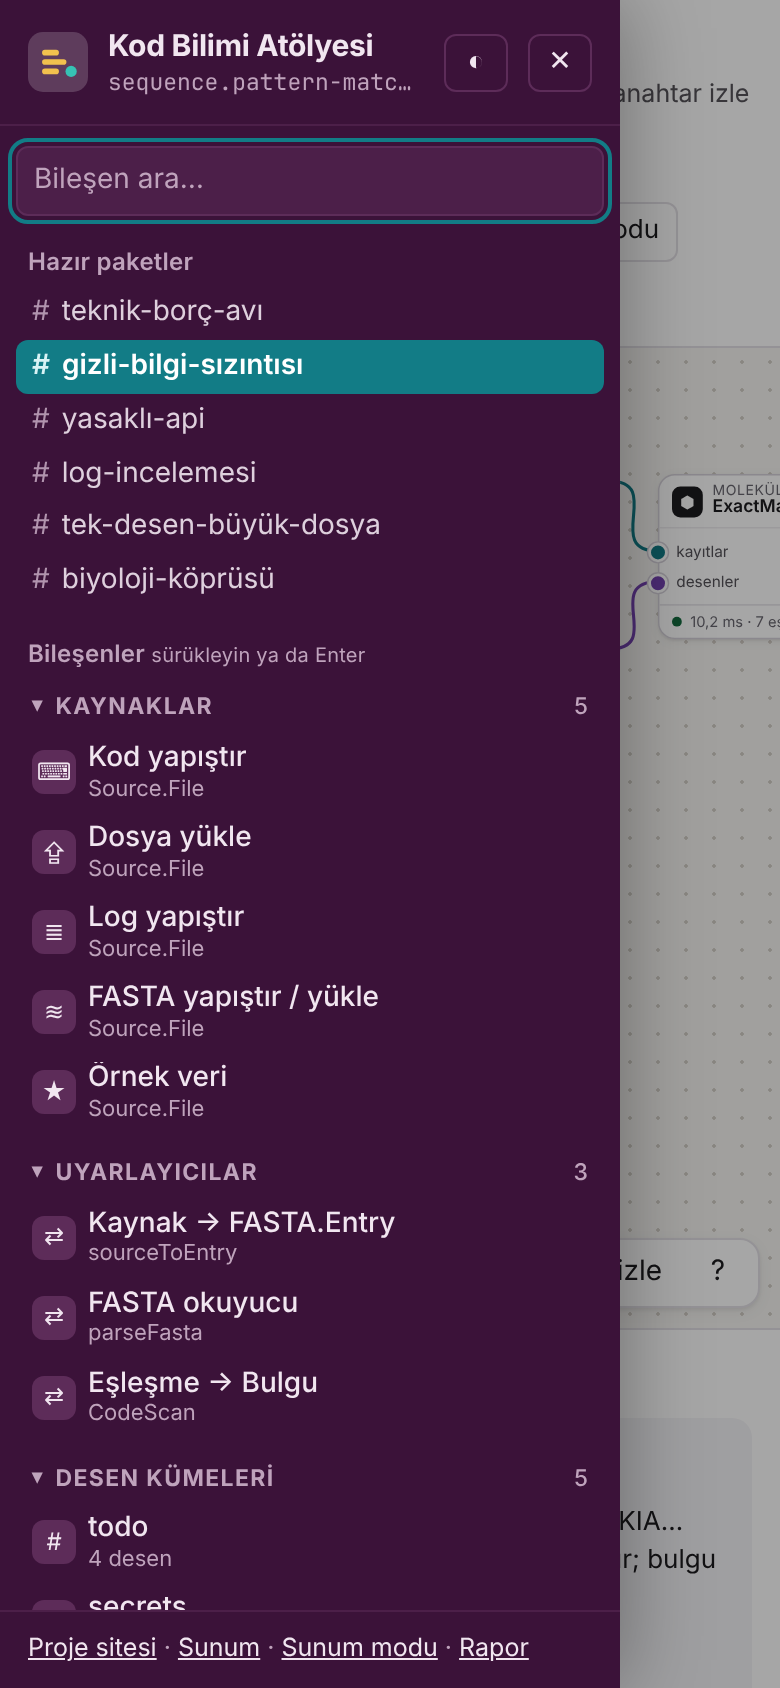 Kod Bilimi Atölyesi
sequence.pattern-matc…
Bileşen ara…
Hazır paketler
# teknik-borç-avı
# gizli-bilgi-sızıntısı
# yasaklı-api
# log-incelemesi
# tek-desen-büyük-dosya
# biyoloji-köprüsü
Bileşenler sürükleyin ya da Enter
▼ KAYNAKLAR 5
Kod yapıştır
Source.File
Dosya yükle
Source.File
Log yapıştır
Source.File
FASTA yapıştır / yükle
Source.File
Örnek veri
Source.File
▼ UYARLAYICILAR 3
Kaynak → FASTA.Entry
sourceToEntry
FASTA okuyucu
parseFasta
Eşleşme → Bulgu
CodeScan
▼ DESEN KÜMELERİ 5
# todo
4 desen
secrets
Proje sitesi · Sunum · Sunum modu · Rapor
anahtar izle
odu
MOLEKÜL
ExactMa
kayıtlar
desenler
10,2 ms · 7 eş
izle ?
KIA…
r; bulgu